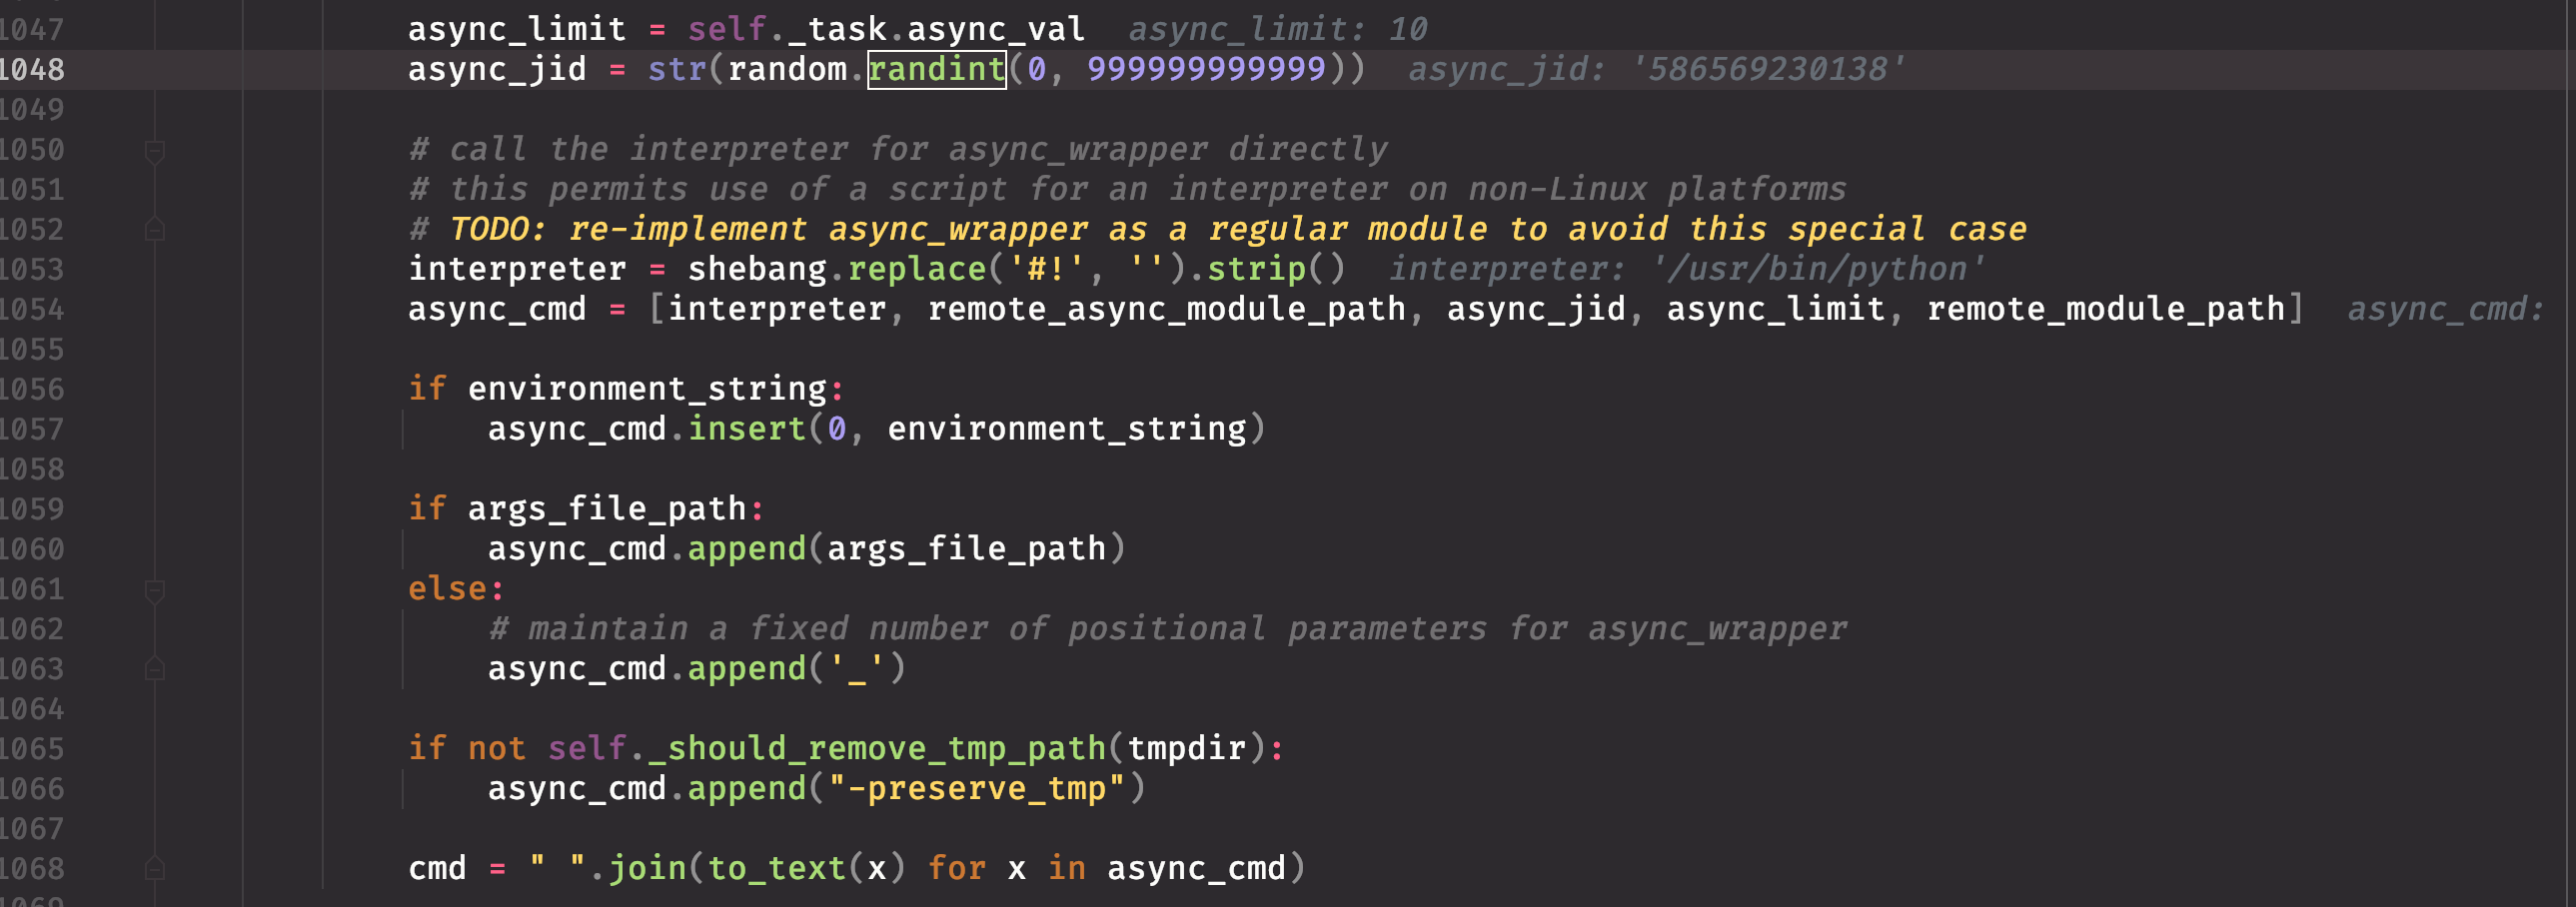 1047 async_limit = self._task.async_val async_limit: 10
1048 async_jid = str(random.randint(0, 999999999999)) async_jid: '586569230138'
1049
1050 # call the interpreter for async_wrapper directly
1051 # this permits use of a script for an interpreter on non-Linux platforms
1052 # TODO: re-implement async_wrapper as a regular module to avoid this special case
1053 interpreter = shebang.replace('#!', '').strip() interpreter: '/usr/bin/python'
1054 async_cmd = [interpreter, remote_async_module_path, async_jid, async_limit, remote_module_path] async_cmd:
1055
1056 if environment_string:
1057 async_cmd.insert(0, environment_string)
1058
1059 if args_file_path:
1060 async_cmd.append(args_file_path)
1061 else:
1062 # maintain a fixed number of positional parameters for async_wrapper
1063 async_cmd.append('_')
1064
1065 if not self._should_remove_tmp_path(tmpdir):
1066 async_cmd.append("-preserve_tmp")
1067
1068 cmd = " ".join(to_text(x) for x in async_cmd)